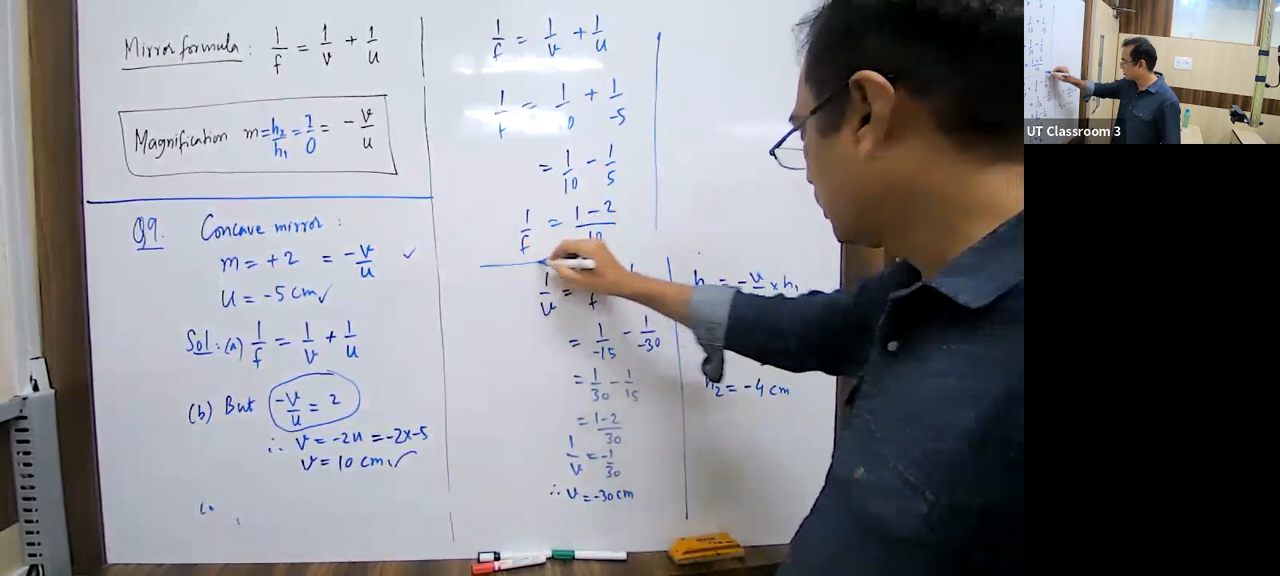 Mirror formula : 1/f = 1/v + 1/u
Magnification m = h2/h1 = I/O = -v/u
Q9. Concave mirror :
m = +2 = -v/u ✓
u = -5 cm ✓
Sol : (a) 1/f = 1/v + 1/u
(b) But -v/u = 2
∴ v = -2u = -2x-5
v = 10 cm ✓
1/f = 1/v + 1/u
1/f = 1/10 + 1/-5
= 1/10 - 1/5
1/f = 1-2/10
1/v = 1/f
= 1/-15 - 1/-30
= 1/30 - 1/15
= 1-2/30
1/v = -1/30
∴ v = -30 cm
h = -v/u x h1
h2 = -4 cm
UT Classroom 3